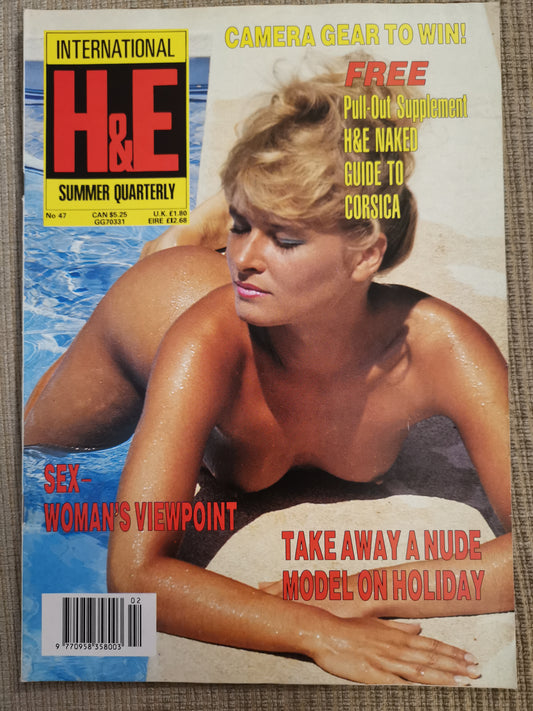 CAMERA GEAR TO WIN!
INTERNATIONAL
H&E
SUMMER QUARTERLY
No 47
CAN $5.25
GG70331
U.K. £1.80
EIRE £2.68
FREE
Pull-Out Supplement
H&E NAKED
GUIDE TO
CORSICA
SEX–
WOMAN'S VIEWPOINT
TAKE AWAY A NUDE
MODEL ON HOLIDAY
02
9 770958 358003